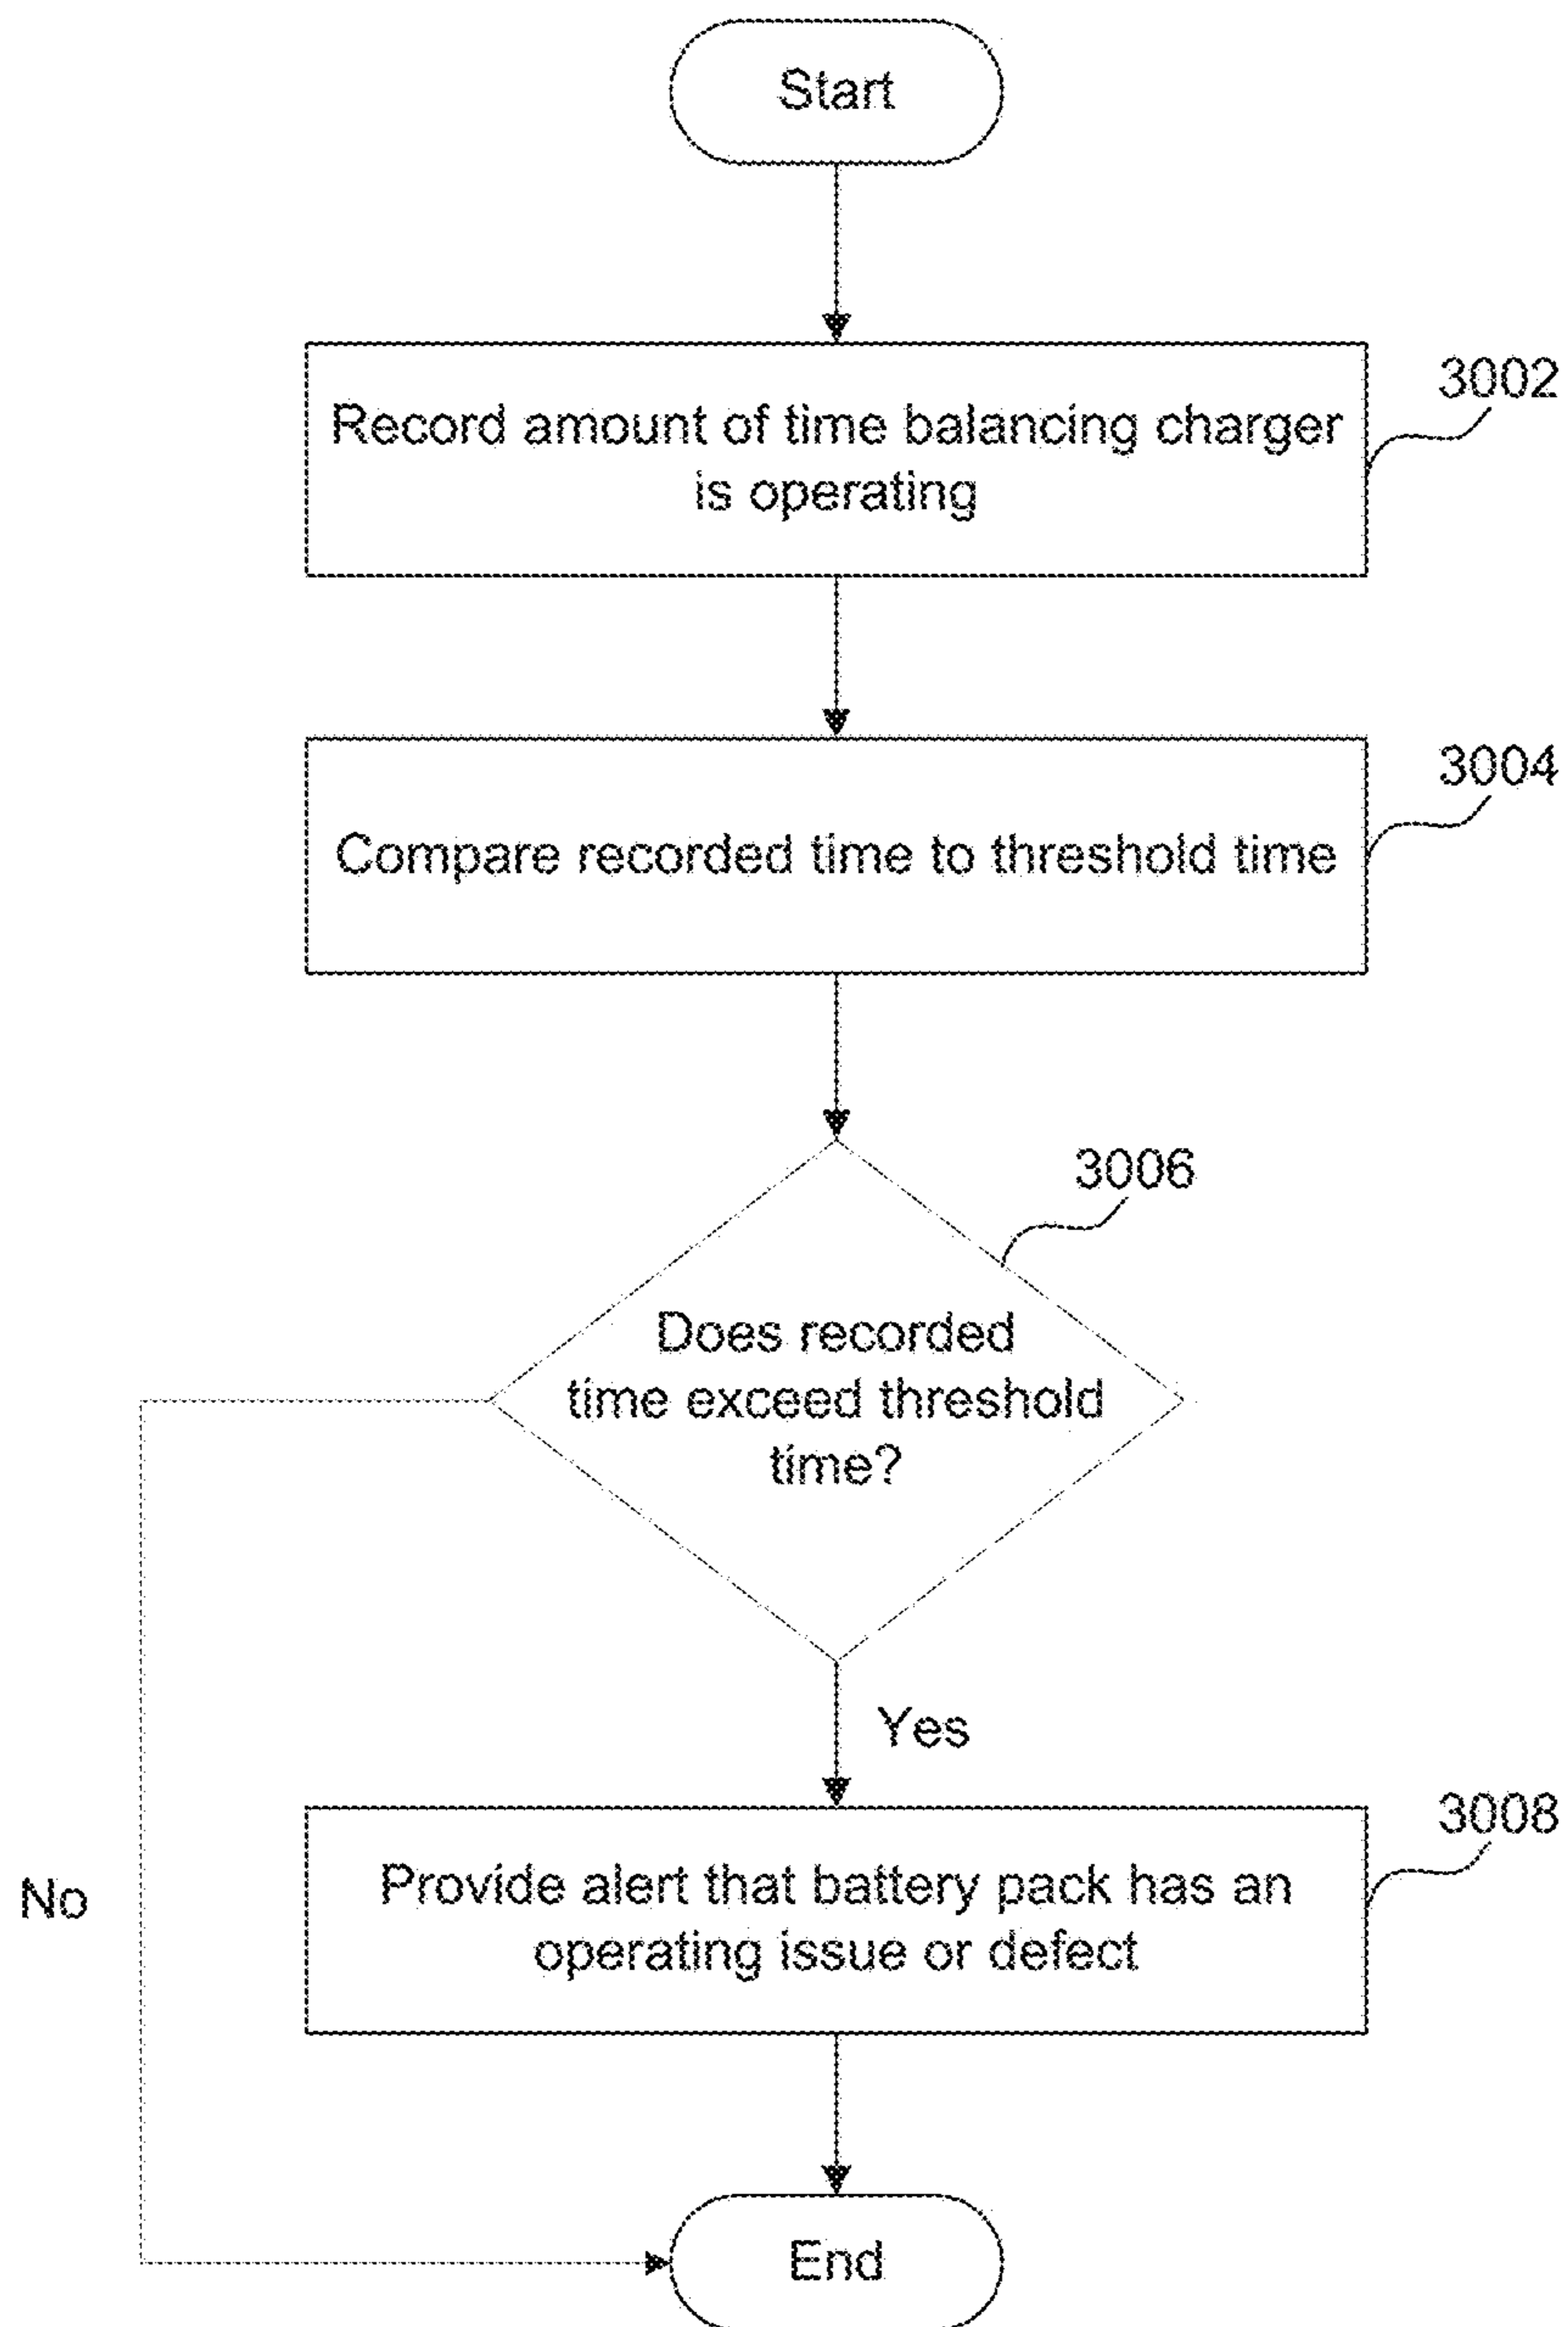 Start
Record amount of time balancing charger
is operating
3002
Compare recorded time to threshold time
3004
Does recorded
time exceed threshold
time?
3006
Yes
No
Provide alert that battery pack has an
operating issue or defect
3008
End